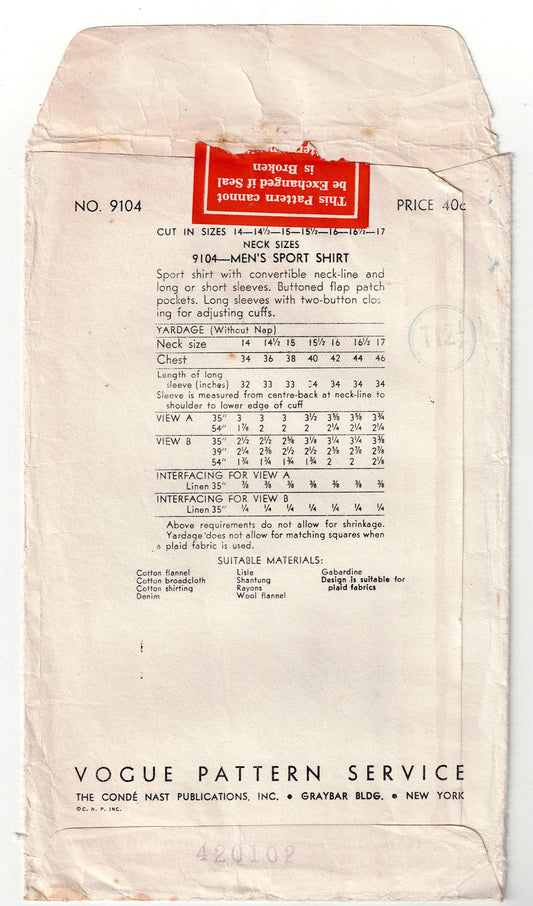 is Broken
be Exchanged if Seal
This Pattern cannot
NO. 9104
PRICE 40c
CUT IN SIZES 14—14½—15—15½—16—16½—17
NECK SIZES
9104—MEN'S SPORT SHIRT
Sport shirt with convertible neck-line and
long or short sleeves. Buttoned flap patch
pockets. Long sleeves with two-button clos
ing for adjusting cuffs.
YARDAGE (Without Nap)
Neck size 14 14½ 15 15½ 16 16½ 17
Chest 34 36 38 40 42 44 46
Length of long
sleeve (inches) 32 33 33 34 34 34 34
Sleeve is measured from centre-back at neck-line to
shoulder to lower edge of cuff
VIEW A 35" 3 3 3 3½ 3⅝ 3⅝ 3¾
54" 1⅞ 2 2 2 2¼ 2¼ 2¼
VIEW B 35" 2½ 2½ 2⅝ 3⅛ 3¼ 3¼ 3⅜
39" 2¼ 2⅜ 2½ 2½ 2⅝ 2⅞ 2⅞
54" 1¾ 1¾ 1¾ 1¾ 2 2 2⅛
INTERFACING FOR VIEW A
Linen 35" ⅜ ⅜ ⅜ ⅜ ⅜ ⅜ ⅜
INTERFACING FOR VIEW B
Linen 35" ¼ ¼ ¼ ¼ ¼ ¼ ¼
Above requirements do not allow for shrinkage.
Yardage does not allow for matching squares when
a plaid fabric is used.
SUITABLE MATERIALS:
Cotton flannel Lisle Gabardine
Cotton broadcloth Shantung Design is suitable for
Cotton shirting Rayons plaid fabrics
Denim Wool flannel
VOGUE PATTERN SERVICE
THE CONDÉ NAST PUBLICATIONS, INC. • GRAYBAR BLDG. • NEW YORK
©C. N. P. INC.
420102